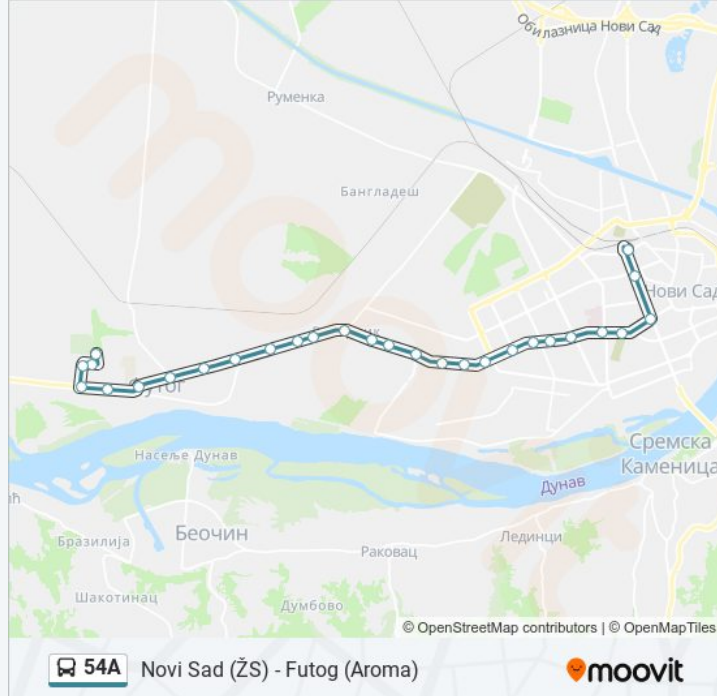 Обилазница Нови Сад
Руменка
Бангладеш
Нови Сад
Насеље Дунав
Сремска
Каменица
Дунав
Беочин
Лединци
Бразилија
Раковац
Шакотинац
Думбово
© OpenStreetMap contributors | © OpenMapTiles
54A Novi Sad (ŽS) - Futog (Aroma)
moovit